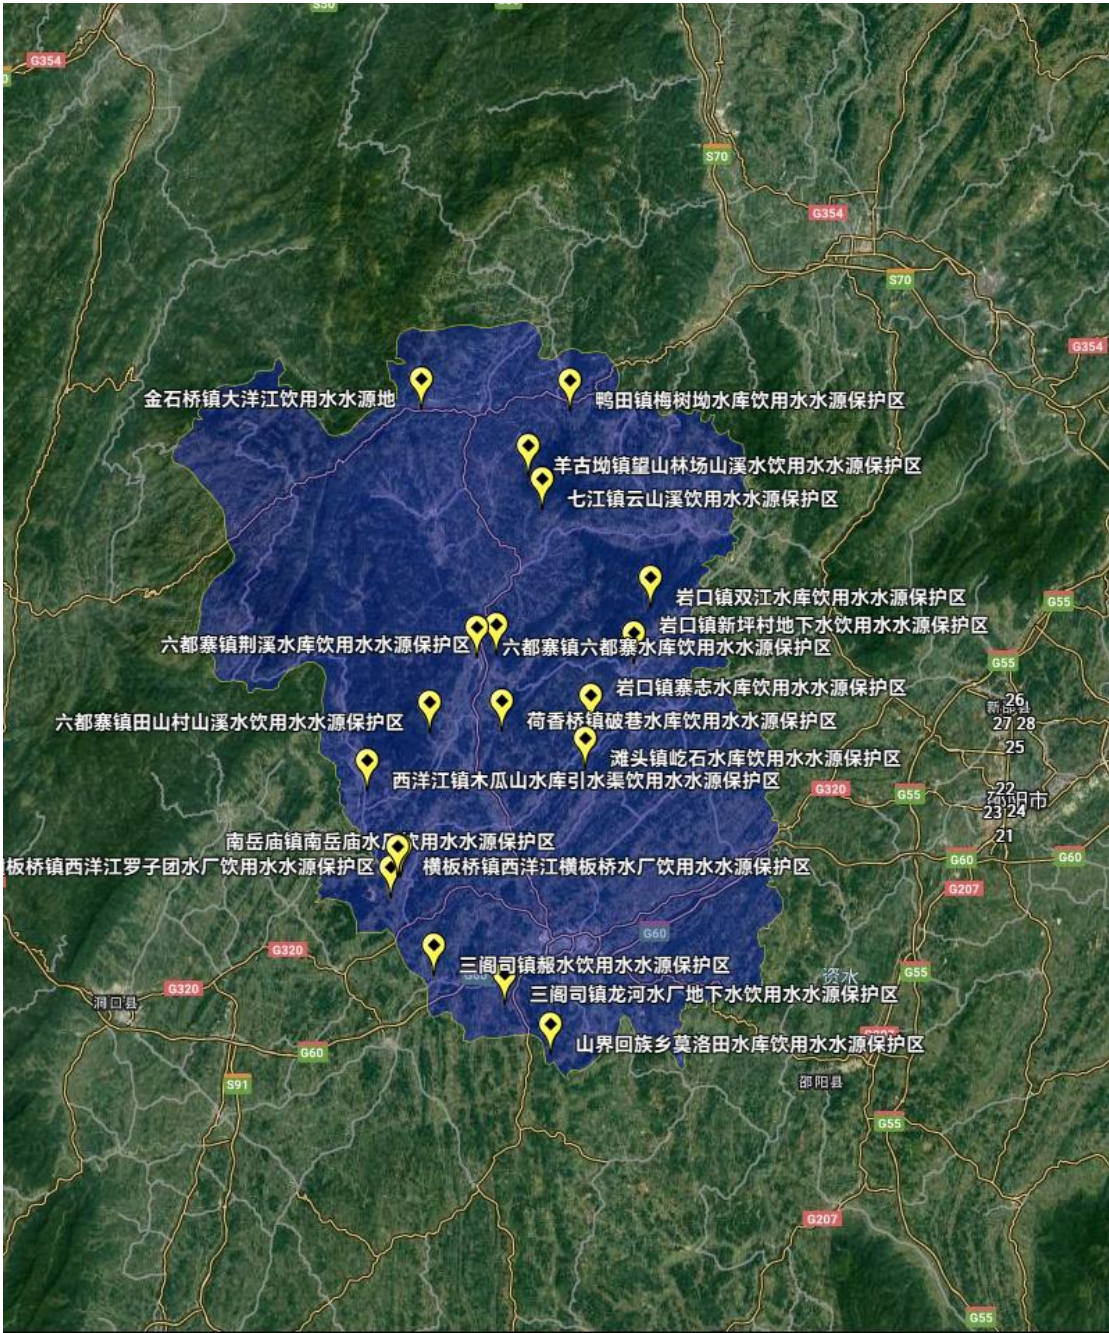 S50
G354
S70
G354
S70
G354
金石桥镇大洋江饮用水水源地
鸭田镇梅树坳水库饮用水水源保护区
羊古坳镇望山林场山溪水饮用水水源保护区
七江镇云山溪饮用水水源保护区
岩口镇双江水库饮用水水源保护区
G55
岩口镇新坪村地下水饮用水水源保护区
六都寨镇荆溪水库饮用水水源保护区
六都寨镇六都寨水库饮用水水源保护区
G55
岩口镇寨志水库饮用水水源保护区
26
新邵县
27 28
六都寨镇田山村山溪水饮用水水源保护区
荷香桥镇破巷水库饮用水水源保护区
25
滩头镇屹石水库饮用水水源保护区
西洋江镇木瓜山水库引水渠饮用水水源保护区
G320
G55
22
邵阳市
23 24
21
南岳庙镇南岳庙水厂饮用水水源保护区
板桥镇西洋江罗子团水厂饮用水水源保护区
横板桥镇西洋江横板桥水厂饮用水水源保护区
G60
G60
G207
G60
G320
三阁司镇赧水饮用水水源保护区
G60
资水
G55
G320
洞口县
三阁司镇龙河水厂地下水饮用水水源保护区
G207
山界回族乡莫洛田水库饮用水水源保护区
G60
S91
邵阳县
G55
G207
G55